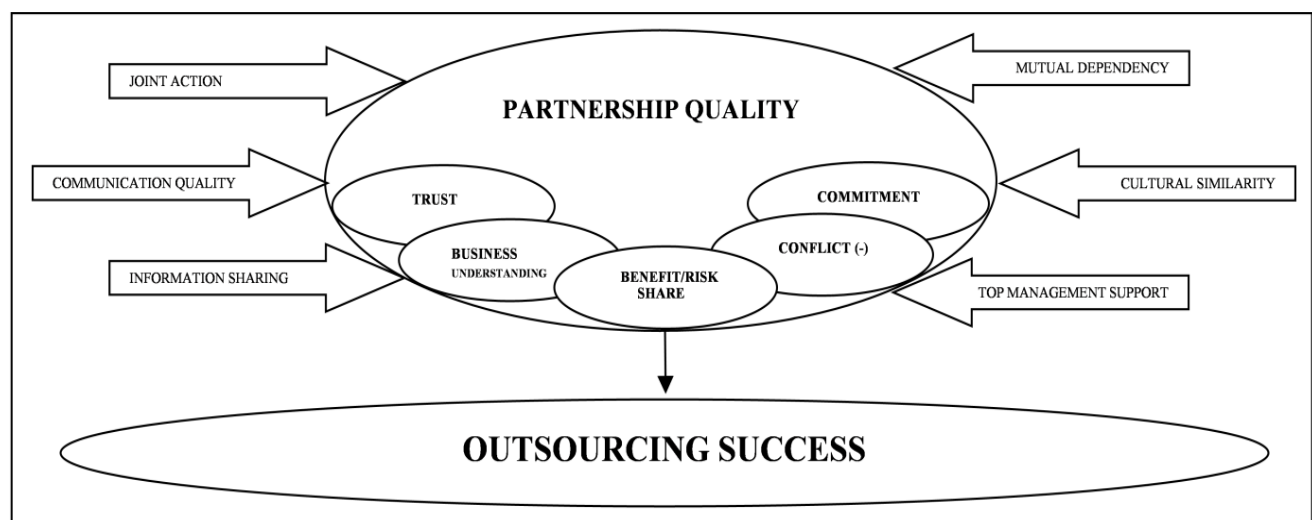 JOINT ACTION
MUTUAL DEPENDENCY
PARTNERSHIP QUALITY
COMMUNICATION QUALITY
CULTURAL SIMILARITY
TRUST
COMMITMENT
BUSINESS
UNDERSTANDING
CONFLICT (-)
BENEFIT/RISK
SHARE
INFORMATION SHARING
TOP MANAGEMENT SUPPORT
OUTSOURCING SUCCESS